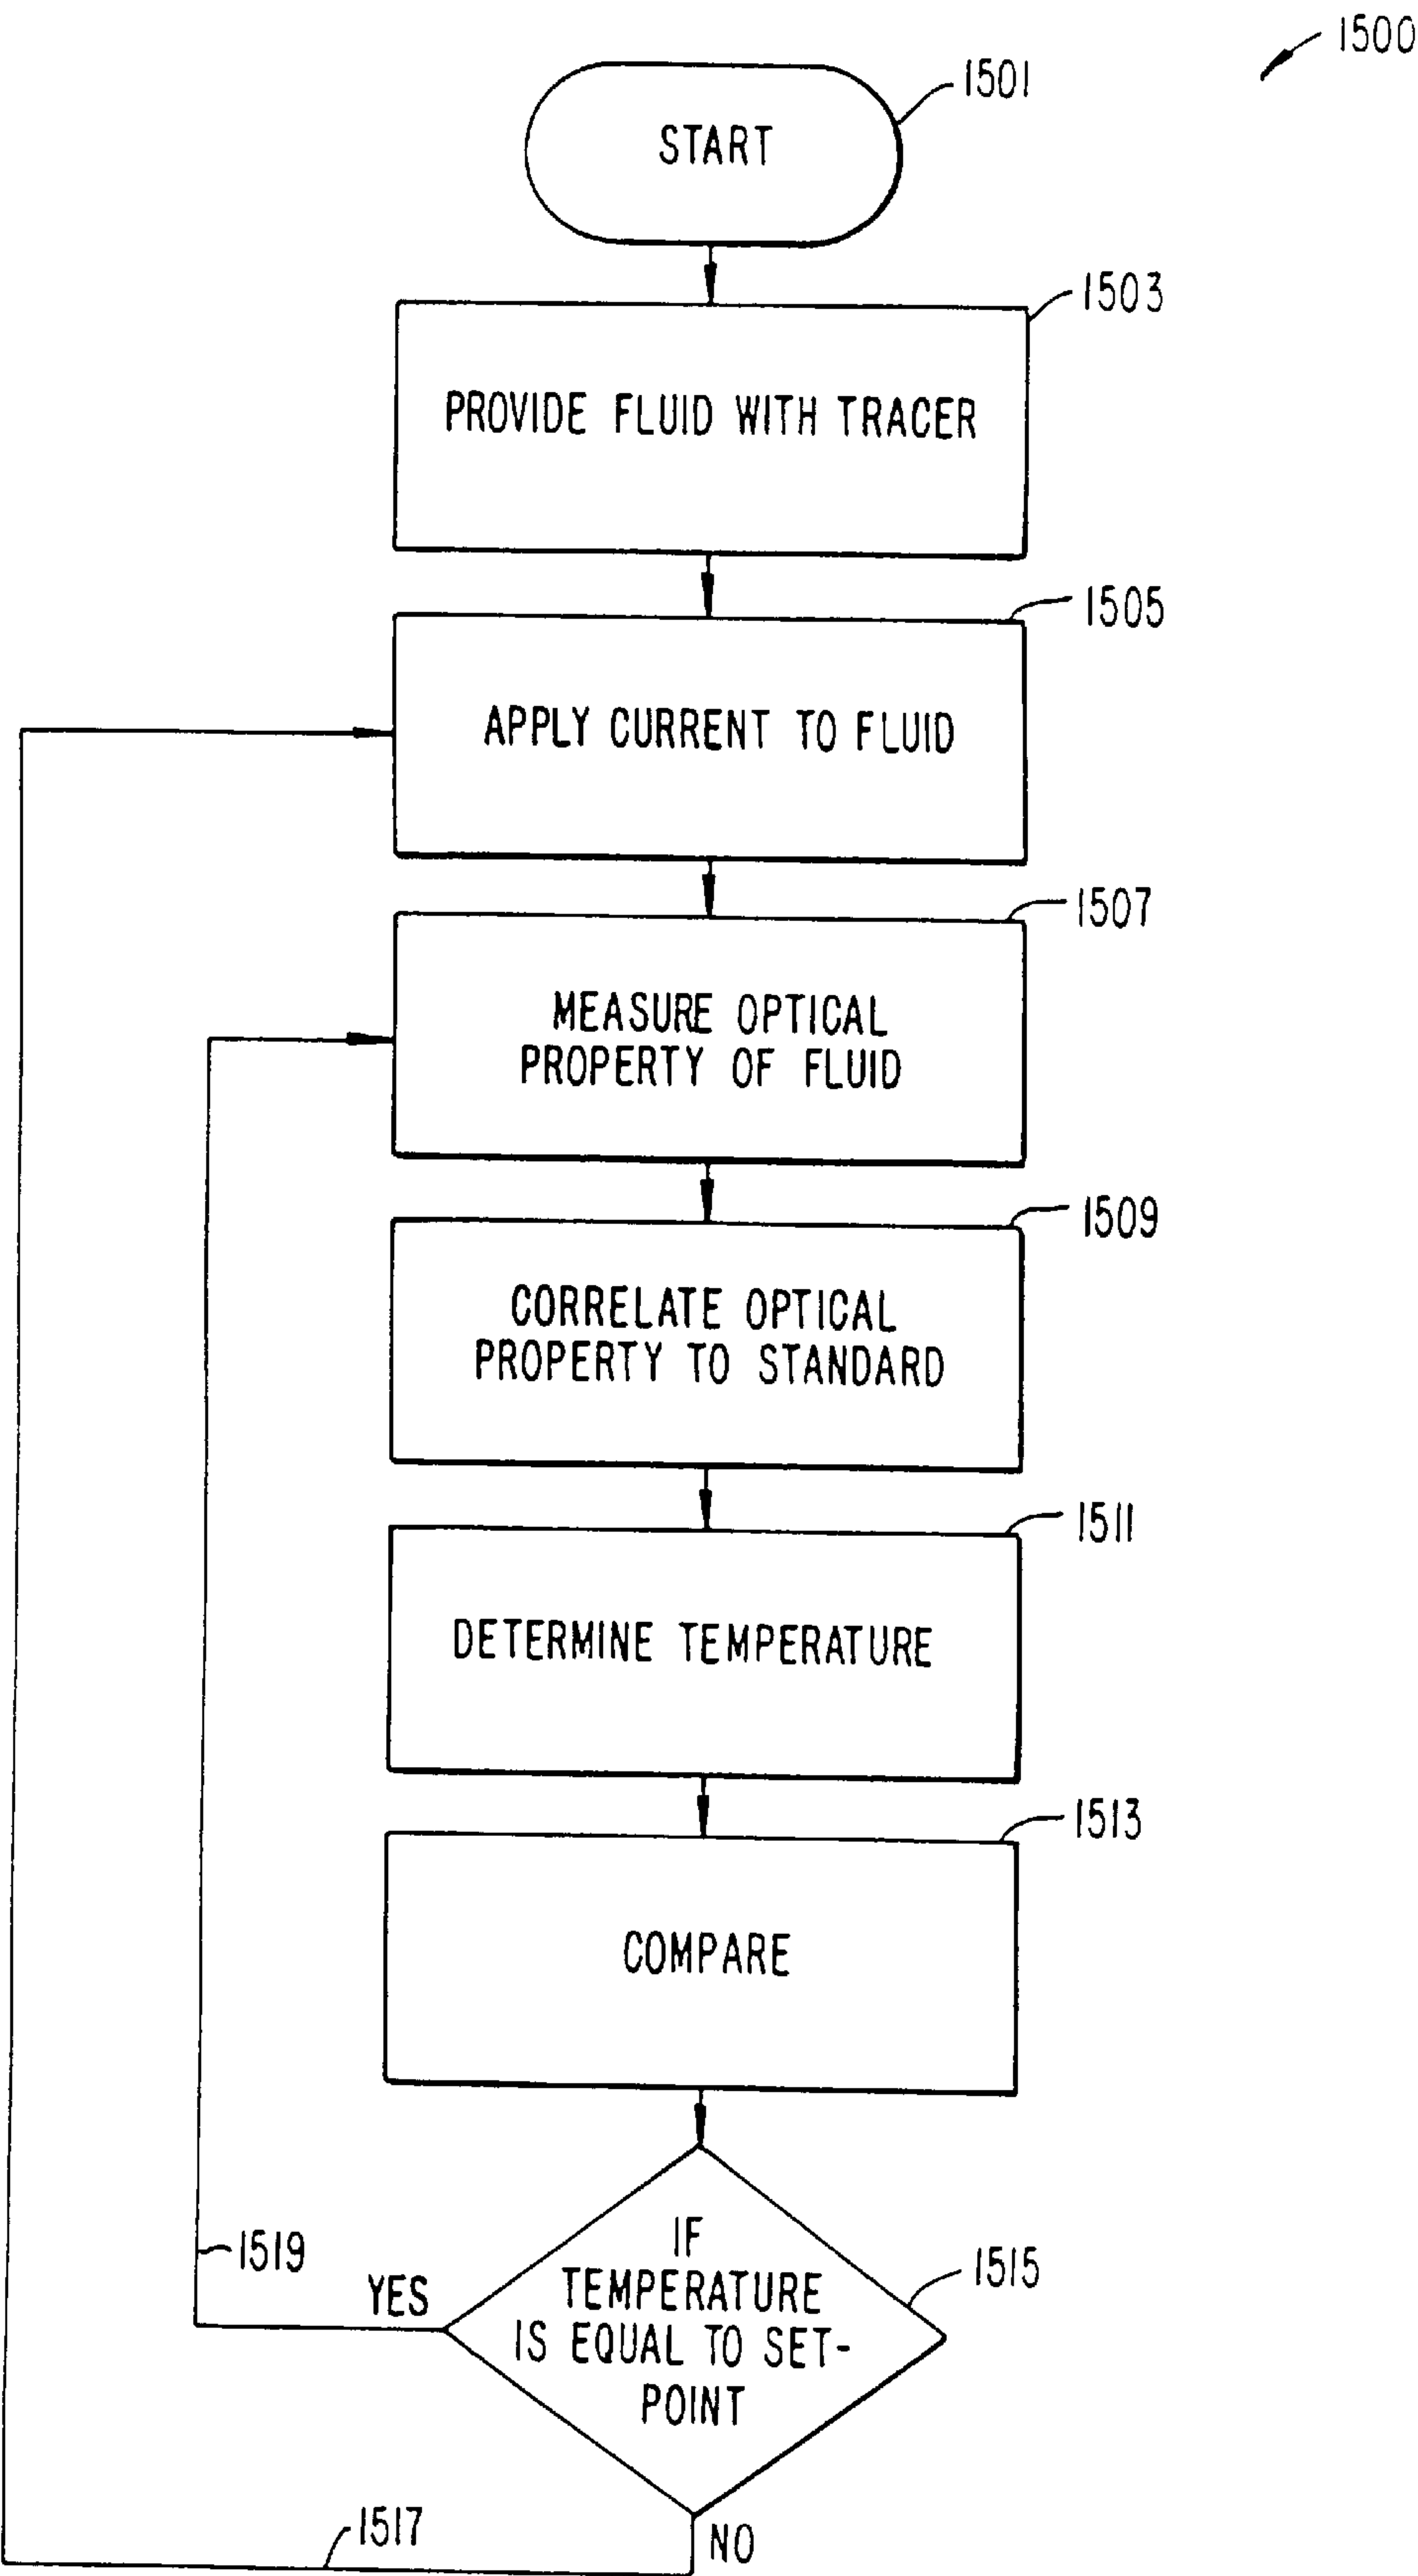 1500
1501
START
1503
PROVIDE FLUID WITH TRACER
1505
APPLY CURRENT TO FLUID
1507
MEASURE OPTICAL
PROPERTY OF FLUID
1509
CORRELATE OPTICAL
PROPERTY TO STANDARD
1511
DETERMINE TEMPERATURE
1513
COMPARE
1519
YES
IF
TEMPERATURE
IS EQUAL TO SET-
POINT
1515
1517
NO